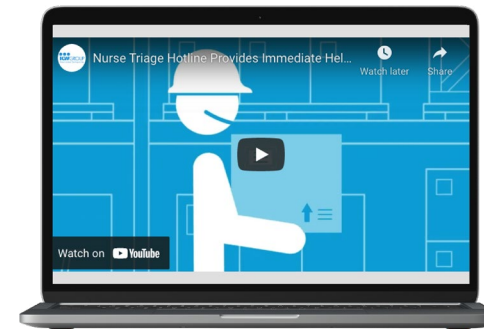 Nurse Triage Hotline Provides Immediate Hel...
Watch later
Share
Watch on YouTube